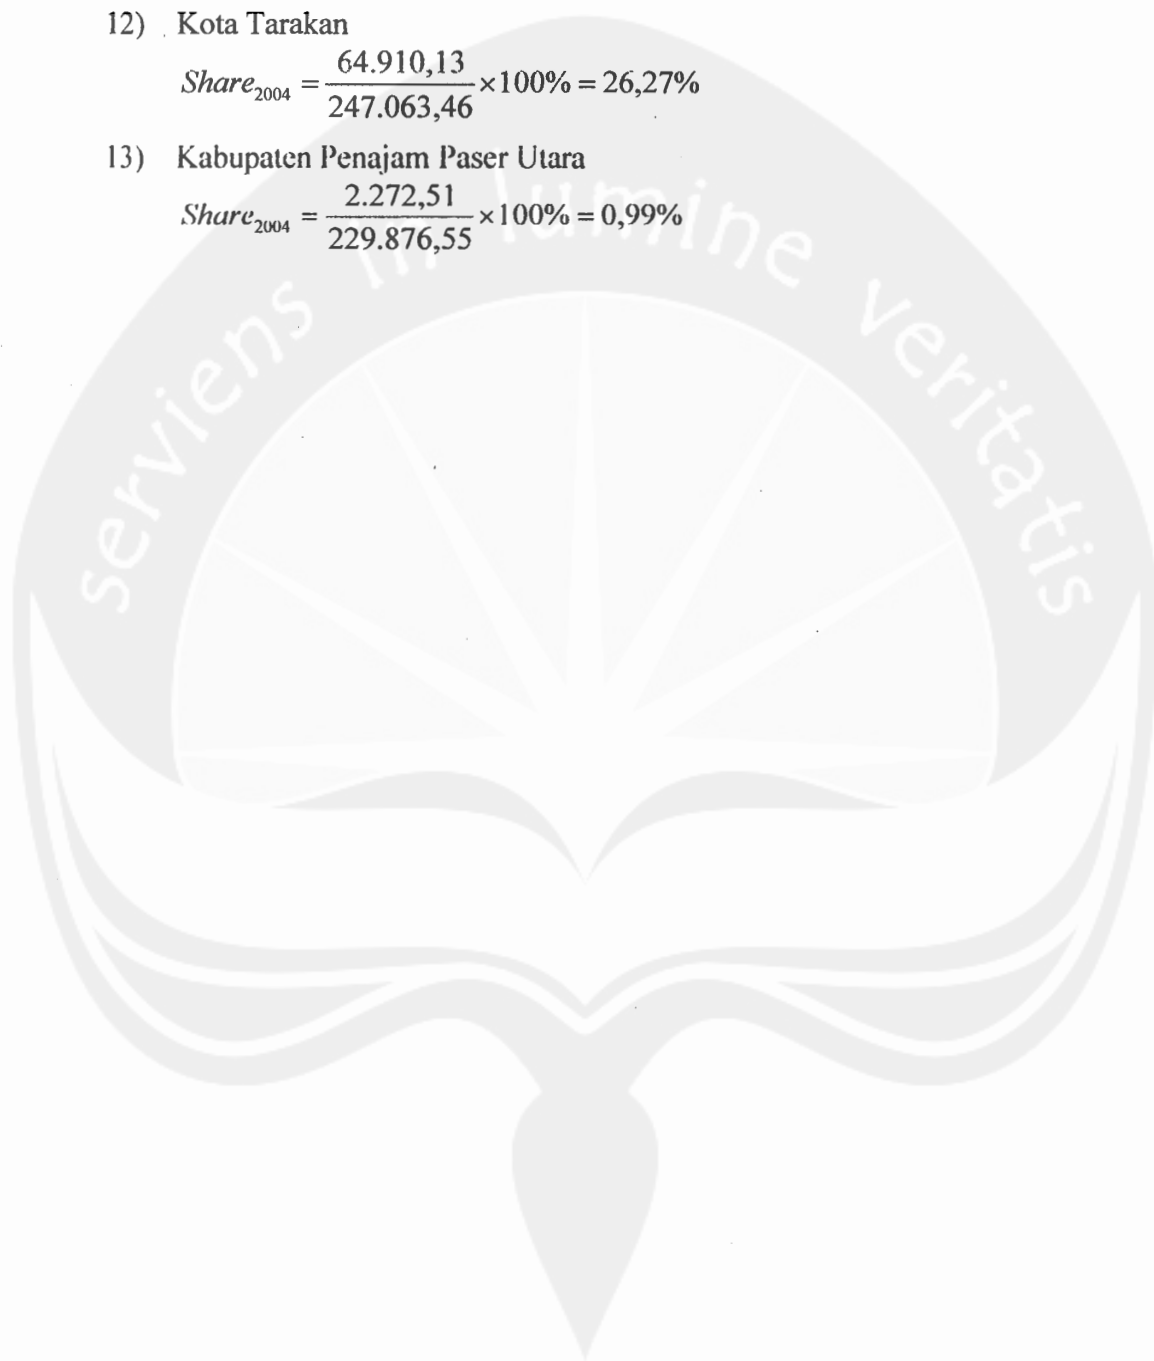 12) Kota Tarakan
Share2004 = 64.910,13 / 247.063,46 ×100% = 26,27%
13) Kabupaten Penajam Paser Utara
Share2004 = 2.272,51 / 229.876,55 ×100% = 0,99%
serviens in lumine veritatis